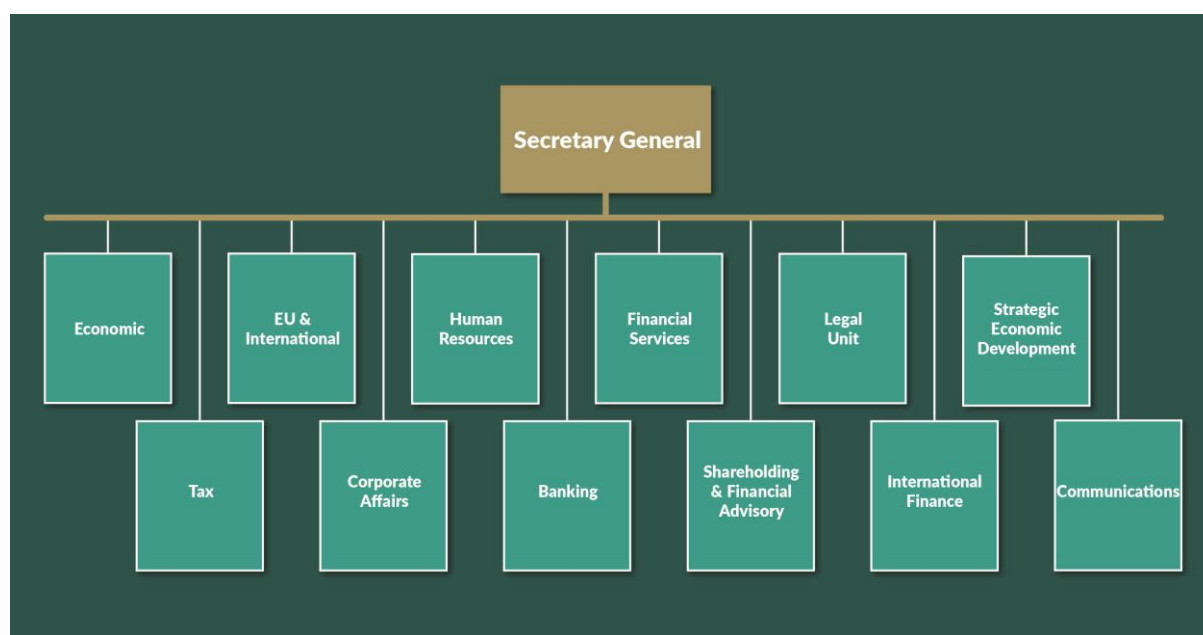 Secretary General
Economic
EU &
International
Human
Resources
Financial
Services
Legal
Unit
Strategic
Economic
Development
Tax
Corporate
Affairs
Banking
Shareholding
& Financial
Advisory
International
Finance
Communications